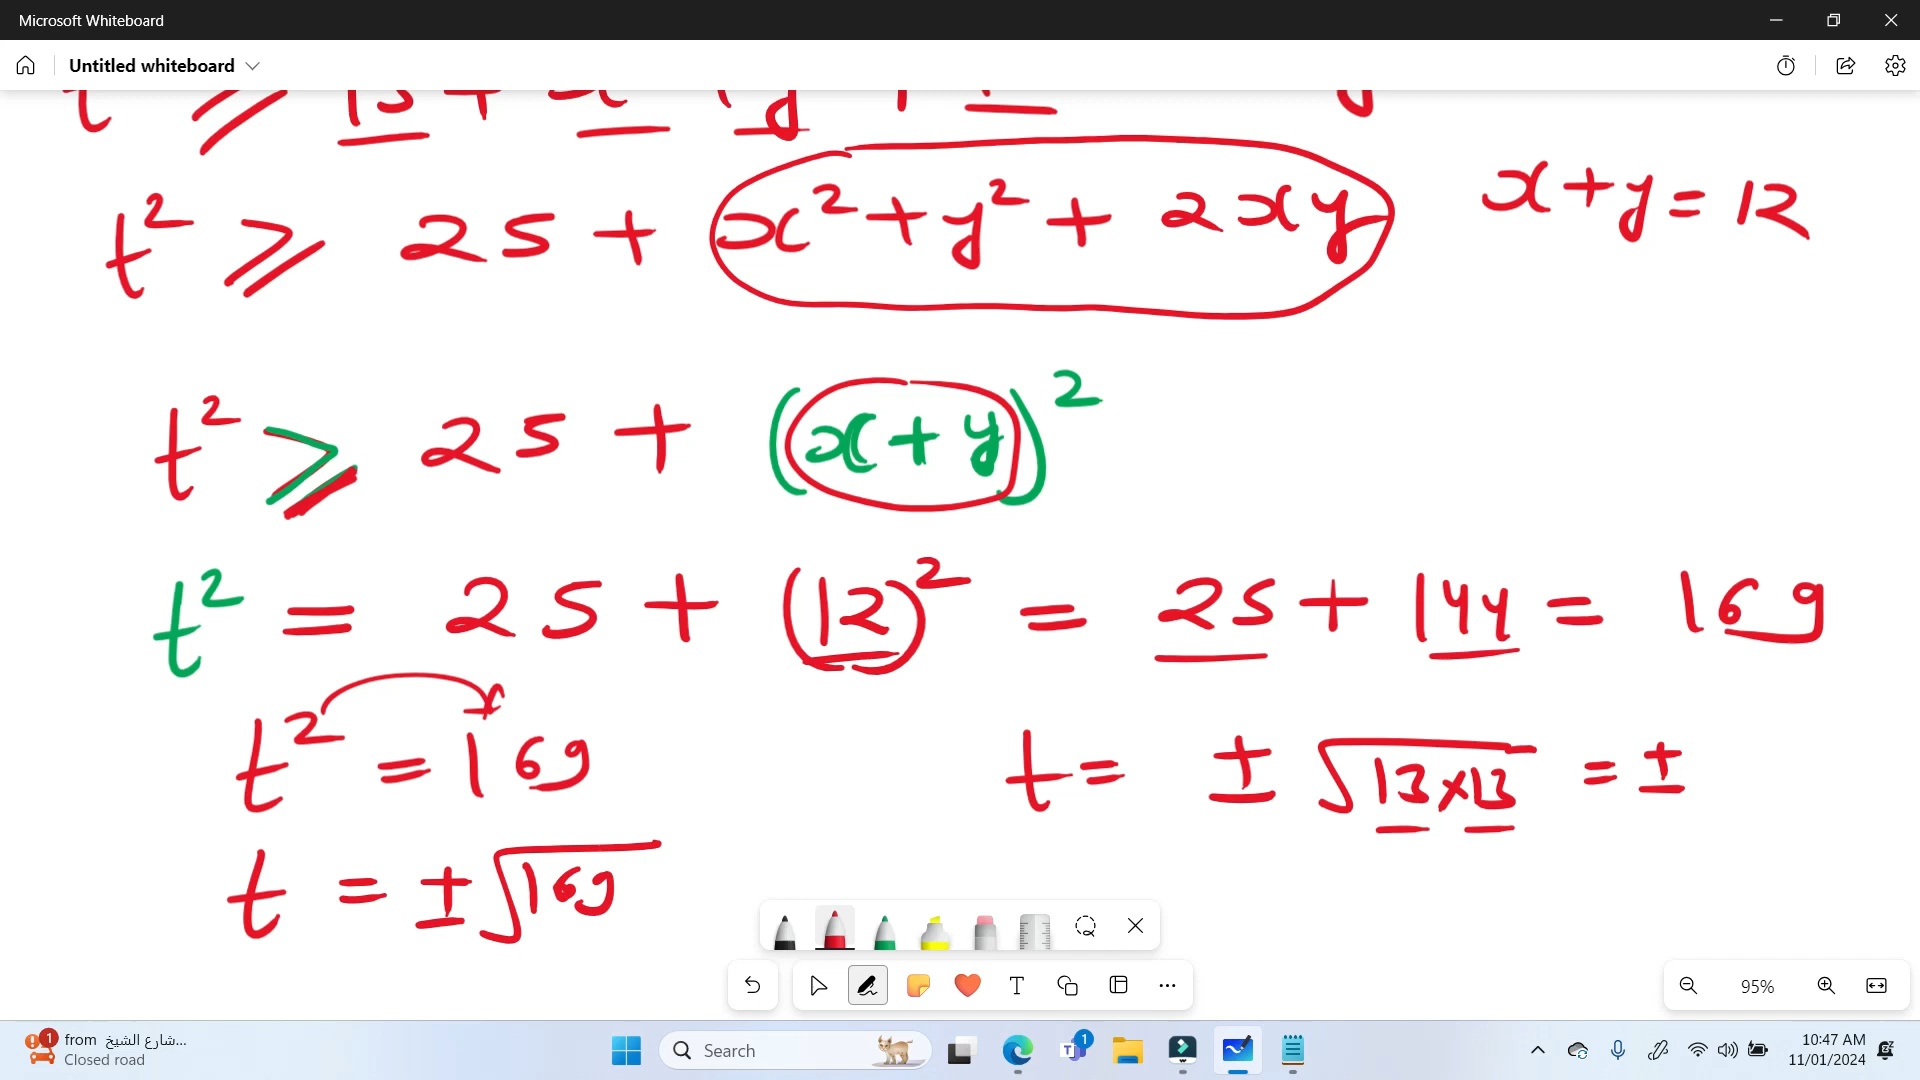 Microsoft Whiteboard
Untitled whiteboard
t² ⩾ 25 + x² + y² + 2xy
x + y = 12
t² ⩾ 25 + (x + y)²
t² = 25 + (12)² = 25 + 144 = 169
t² = 169
t = ± √13×13 = ±
t = ± √169
95%
1
from شارع الشيخ...
Closed road
Search
1
10:47 AM
11/01/2024